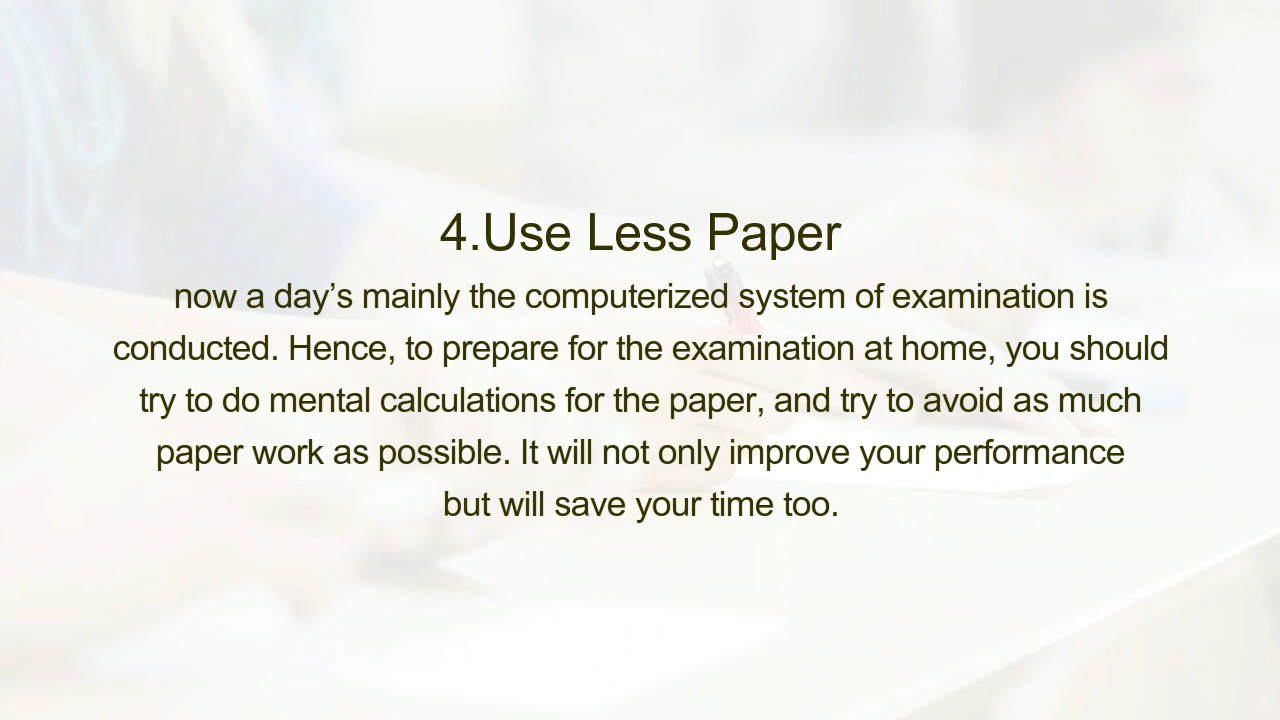 4.Use Less Paper
now a day’s mainly the computerized system of examination is
conducted. Hence, to prepare for the examination at home, you should
try to do mental calculations for the paper, and try to avoid as much
paper work as possible. It will not only improve your performance
but will save your time too.